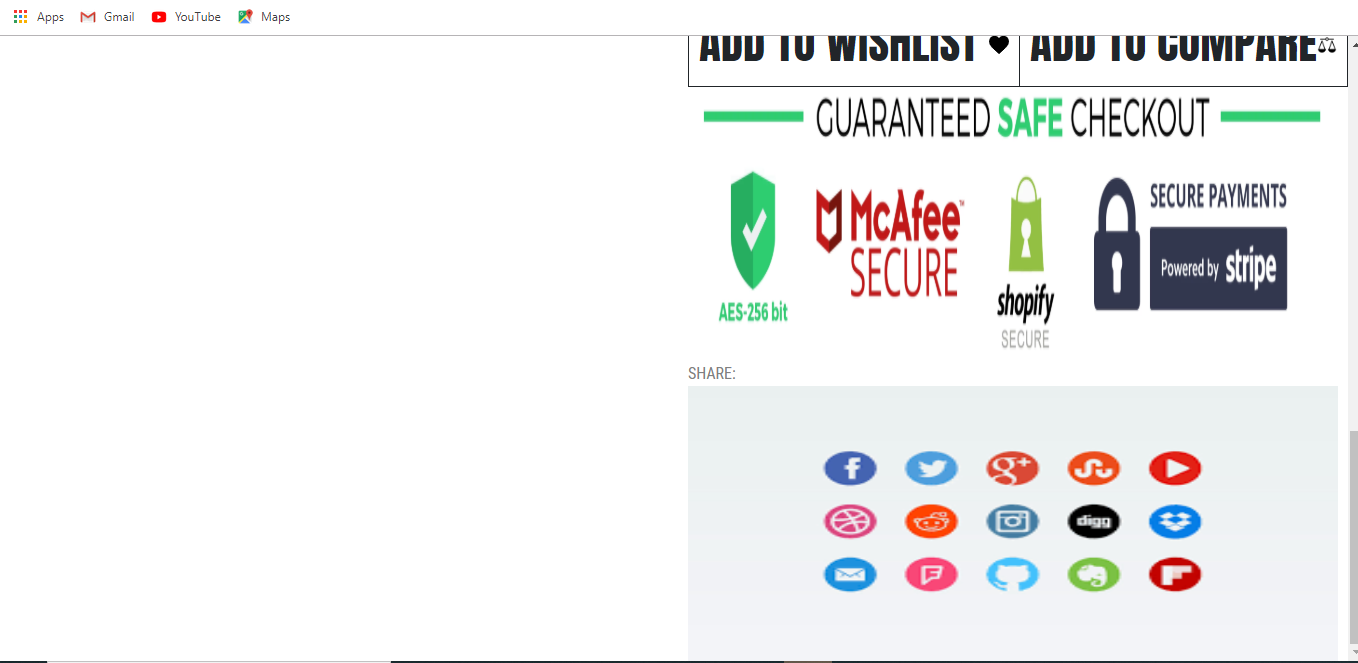 Apps Gmail YouTube Maps
ADD TO WISHLIST ADD TO COMPARE
GUARANTEED SAFE CHECKOUT
AES-256 bit
McAfee™
SECURE
shopify
SECURE
SECURE PAYMENTS
Powered by stripe
SHARE:
f g+
digg